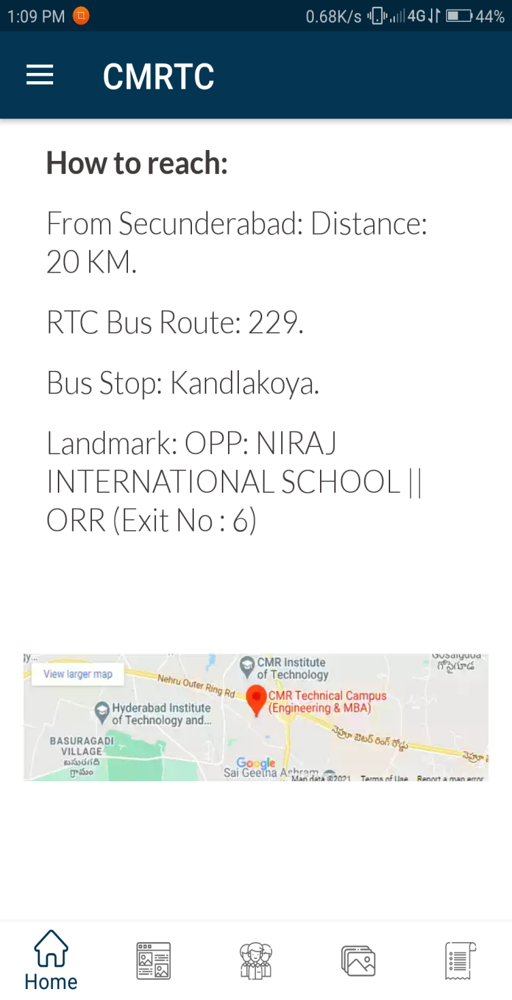 1:09 PM 0.68K/s 4G 44%
CMRTC
How to reach:
From Secunderabad: Distance:
20 KM.
RTC Bus Route: 229.
Bus Stop: Kandlakoya.
Landmark: OPP: NIRAJ
INTERNATIONAL SCHOOL ||
ORR (Exit No : 6)
View larger map
CMR Institute
of Technology
గోసైగూడ
Nehru Outer Ring Rd
CMR Technical Campus
(Engineering & MBA)
Hyderabad Institute
of Technology and...
నెహ్రూ ఔటర్ రింగ్ రోడ్డు
BASURAGADI
VILLAGE
బసురగడి
గ్రామం
నెహ్రూ
Google
Sai Geetha Ashram
Map data ©2021 Terms of Use Report a map error
Home